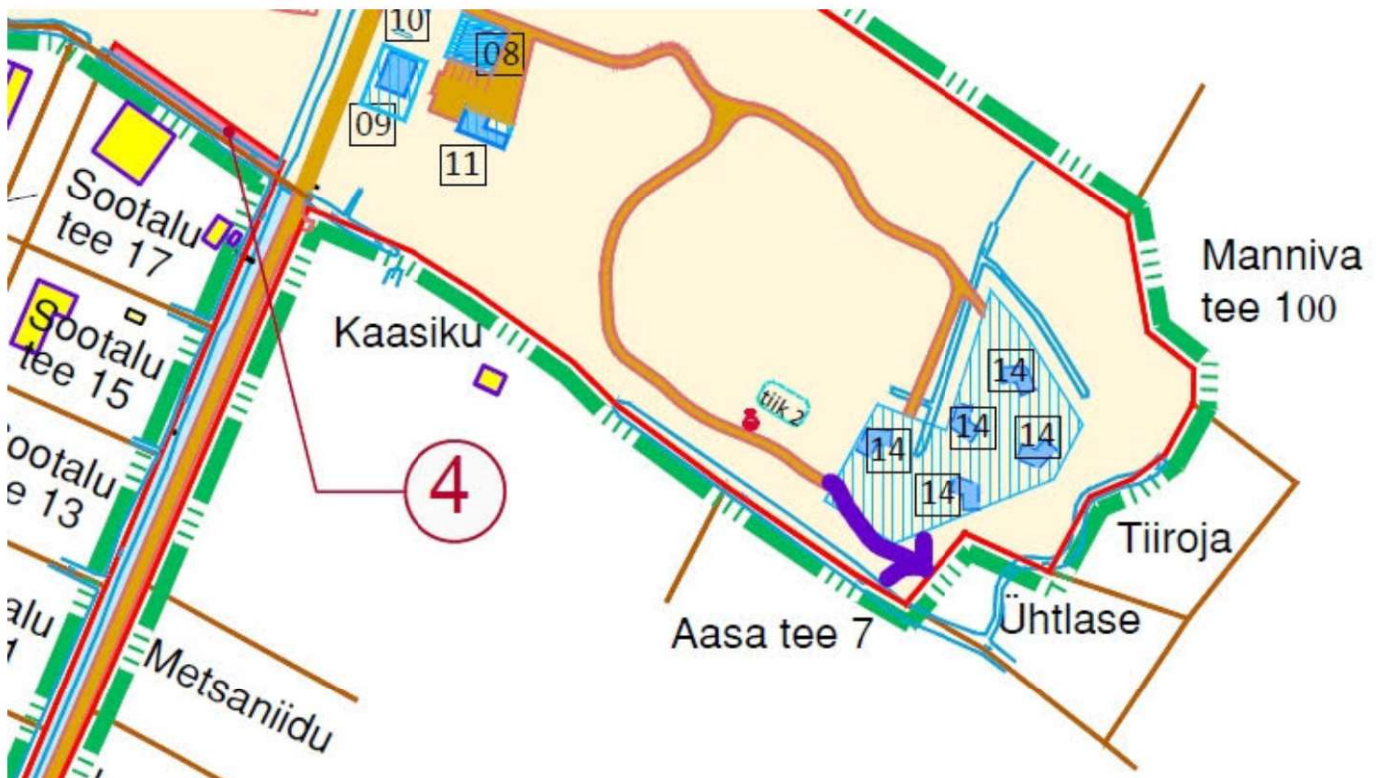 10
08
09
11
Sootalu
tee 17
Manniva
tee 100
Kaasiku
Sootalu
tee 15
14
tiik 2
14
14
14
14
4
ootalu
e 13
Tiiroja
Ühtlase
Aasa tee 7
alu
Metsaniidu